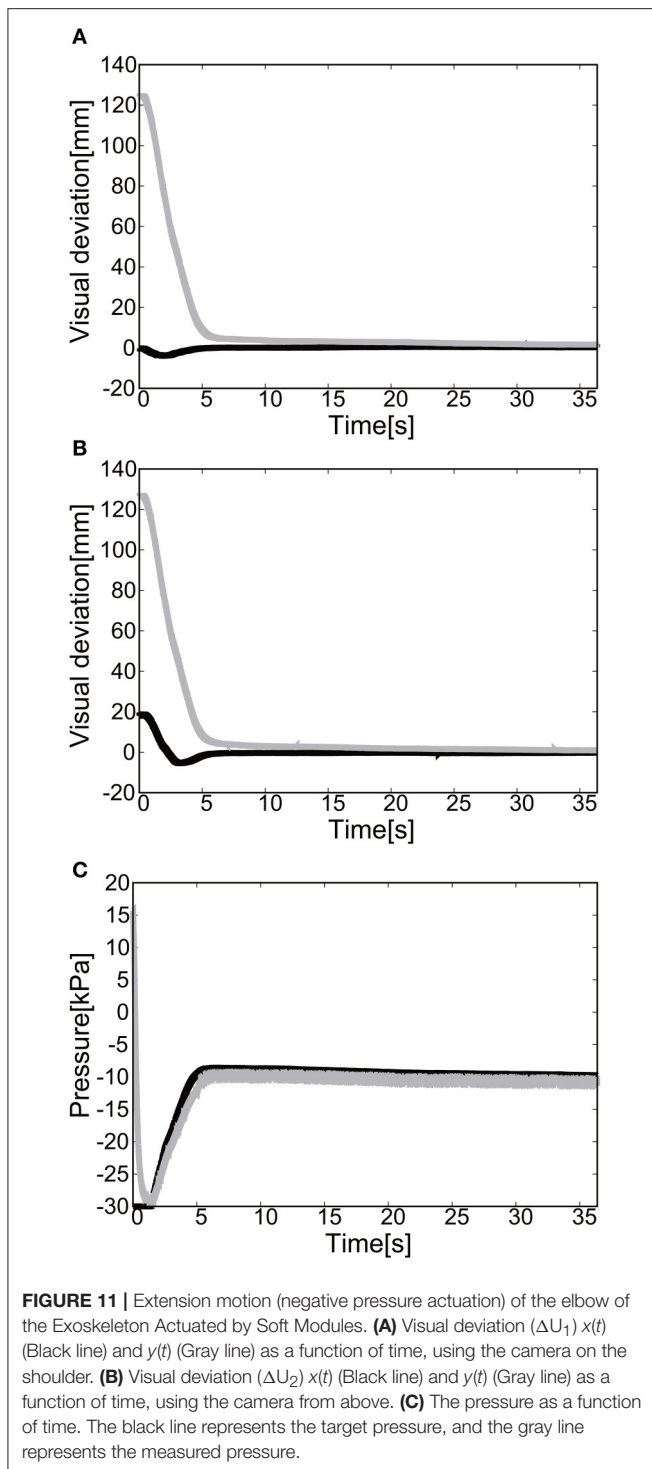 A
Visual deviation[mm]
140
120
100
80
60
40
20
0
-20
0 5 10 15 20 25 30 35
Time[s]
B
Visual deviation[mm]
140
120
100
80
60
40
20
0
-20
0 5 10 15 20 25 30 35
Time[s]
C
Pressure[kPa]
20
15
10
5
0
-5
-10
-15
-20
-25
-30
0 5 10 15 20 25 30 35
Time[s]
FIGURE 11 | Extension motion (negative pressure actuation) of the elbow of
the Exoskeleton Actuated by Soft Modules. (A) Visual deviation (ΔU₁) x(t)
(Black line) and y(t) (Gray line) as a function of time, using the camera on the
shoulder. (B) Visual deviation (ΔU₂) x(t) (Black line) and y(t) (Gray line) as a
function of time, using the camera from above. (C) The pressure as a function
of time. The black line represents the target pressure, and the gray line
represents the measured pressure.